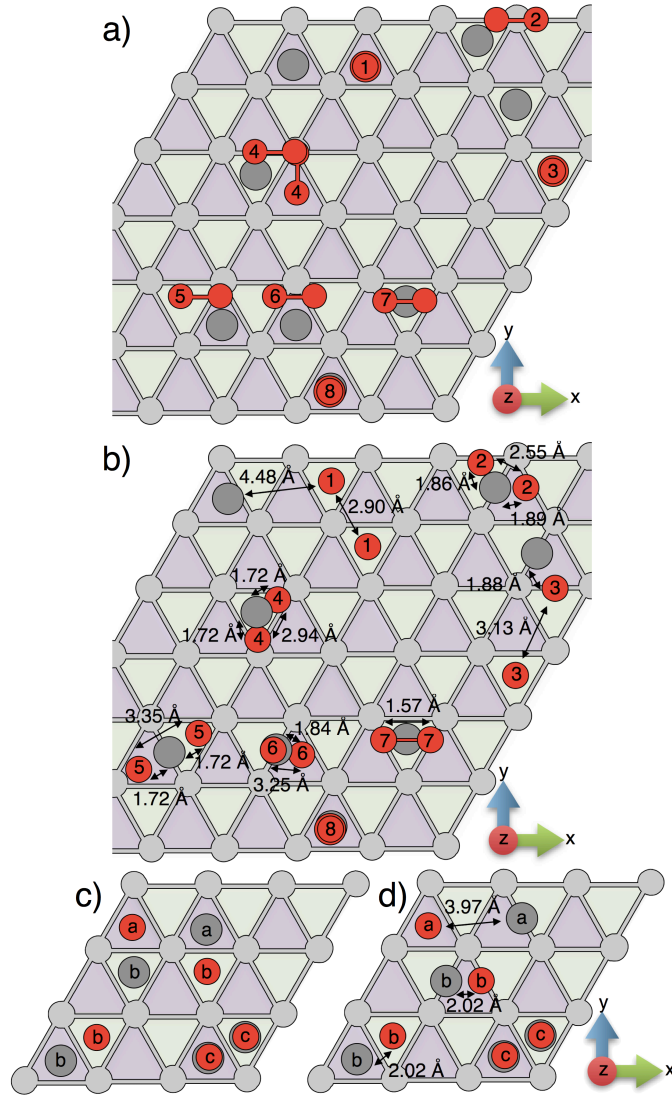 a)
2
1
4
3
4
5
6
7
8
y
z
x
b)
2
2.55 Å
4.48 Å
1
1.86 Å
2
2.90 Å
1.89 Å
1
1.72 Å
1.88 Å
3
4
1.72 Å
4
2.94 Å
3.13 Å
3
3.35 Å
1.57 Å
5
1.84 Å
6
6
7
7
5
1.72 Å
3.25 Å
1.72 Å
8
y
z
x
c)
a
a
b
b
b
b
c
c
d)
3.97 Å
a
a
b
b
2.02 Å
b
b
2.02 Å
c
c
y
z
x